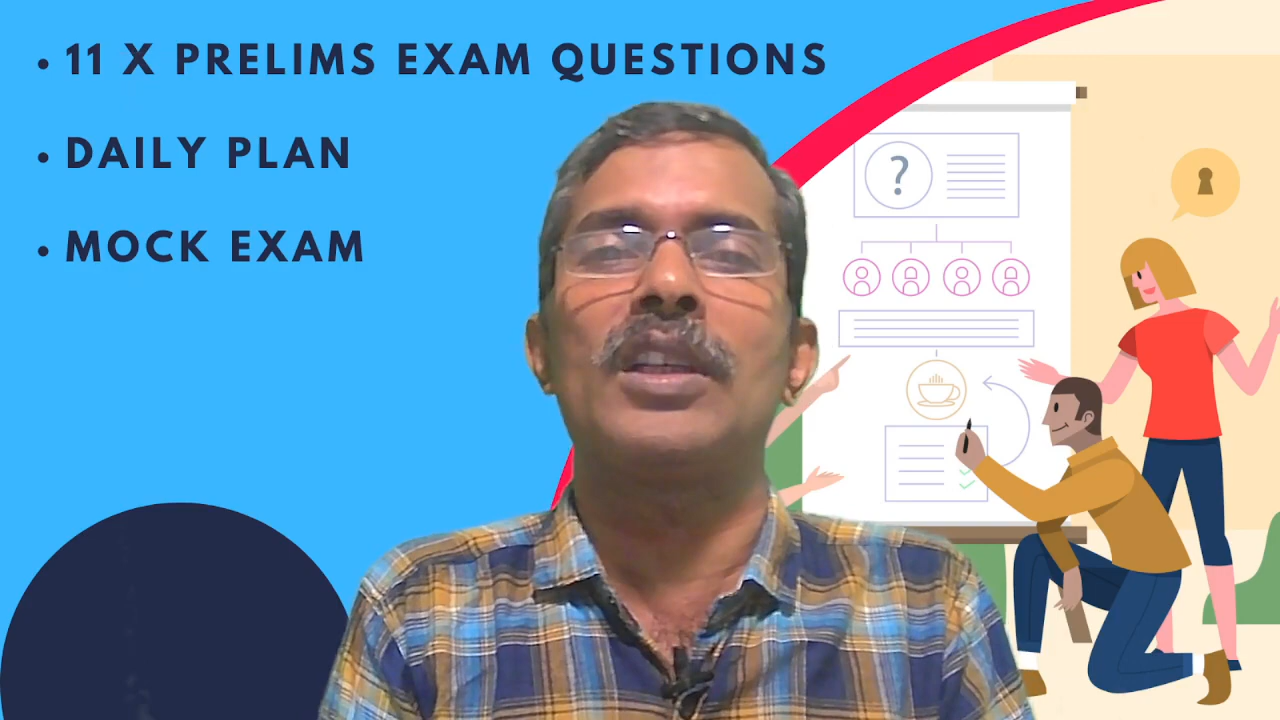 • 11 X PRELIMS EXAM QUESTIONS
• DAILY PLAN
• MOCK EXAM
?